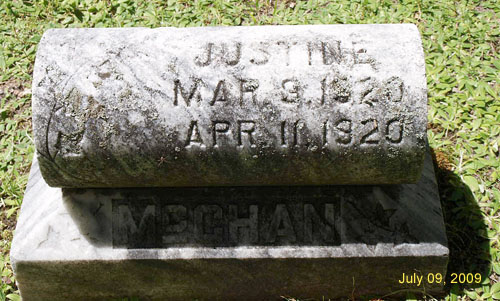 JUSTINE
MAR. 9, 1920
APR. 11, 1920
MCCHAN
July 09, 2009